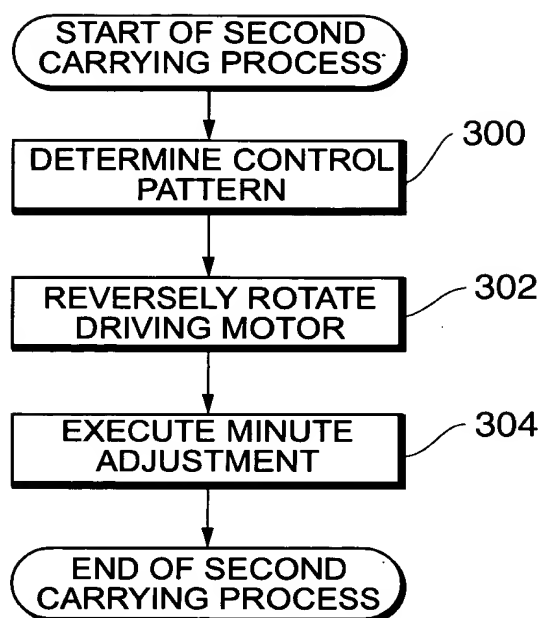 START OF SECOND
CARRYING PROCESS
300
DETERMINE CONTROL
PATTERN
302
REVERSELY ROTATE
DRIVING MOTOR
304
EXECUTE MINUTE
ADJUSTMENT
END OF SECOND
CARRYING PROCESS